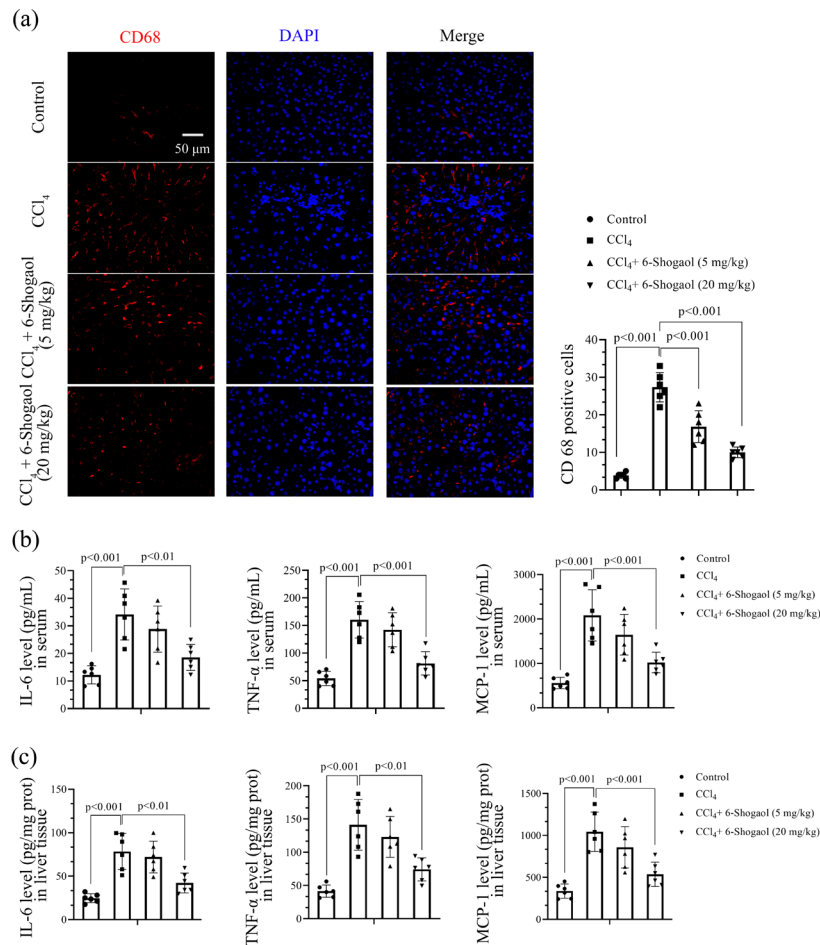 (a)
CD68 DAPI Merge
Control
50 μm
CCl₄
CCl₄ + 6-Shogaol
(5 mg/kg)
CCl₄ + 6-Shogaol
(20 mg/kg)
Control
CCl₄
CCl₄+ 6-Shogaol (5 mg/kg)
CCl₄+ 6-Shogaol (20 mg/kg)
p<0.001
p<0.001 p<0.001
CD 68 positive cells
40
30
20
10
0
(b)
p<0.001 p<0.01
IL-6 level (pg/mL)
in serum
50
40
30
20
10
0
p<0.001 p<0.001
TNF-α level (pg/mL)
in serum
200
150
100
50
0
p<0.001 p<0.001
MCP-1 level (pg/mL)
in serum
3000
2000
1000
0
Control
CCl₄
CCl₄+ 6-Shogaol (5 mg/kg)
CCl₄+ 6-Shogaol (20 mg/kg)
(c)
p<0.001 p<0.01
IL-6 level (pg/mg prot)
in liver tissue
150
100
50
0
p<0.001 p<0.01
TNF-α level (pg/mg prot)
in liver tissue
200
150
100
50
0
p<0.001 p<0.001
MCP-1 level (pg/mg prot)
in liver tissue
1500
1000
500
0
Control
CCl₄
CCl₄+ 6-Shogaol (5 mg/kg)
CCl₄+ 6-Shogaol (20 mg/kg)